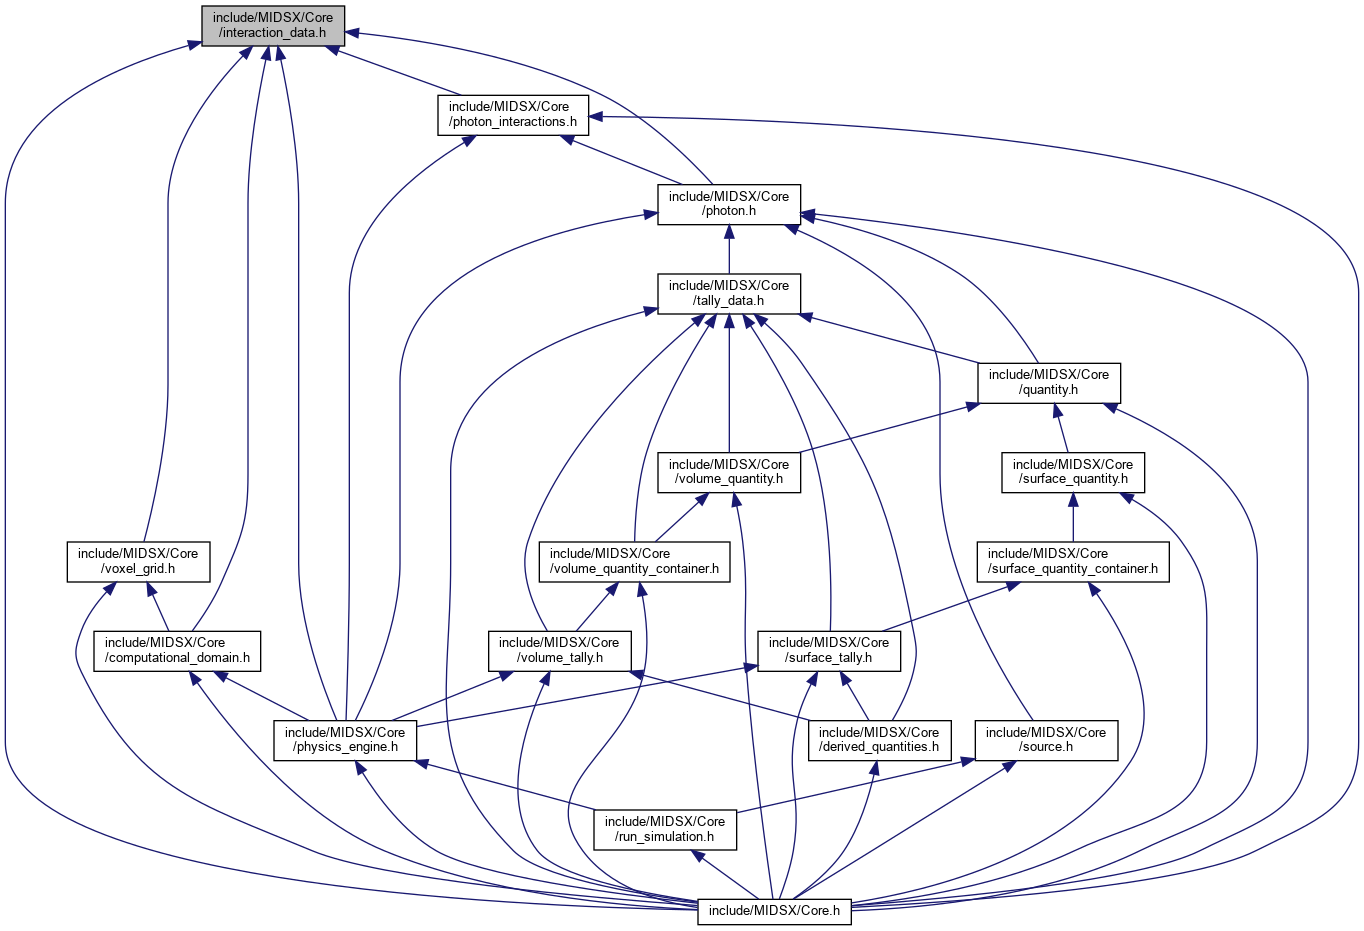 include/MIDSX/Core
/interaction_data.h
include/MIDSX/Core
/photon_interactions.h
include/MIDSX/Core
/photon.h
include/MIDSX/Core
/tally_data.h
include/MIDSX/Core
/quantity.h
include/MIDSX/Core
/volume_quantity.h
include/MIDSX/Core
/surface_quantity.h
include/MIDSX/Core
/voxel_grid.h
include/MIDSX/Core
/volume_quantity_container.h
include/MIDSX/Core
/surface_quantity_container.h
include/MIDSX/Core
/computational_domain.h
include/MIDSX/Core
/volume_tally.h
include/MIDSX/Core
/surface_tally.h
include/MIDSX/Core
/physics_engine.h
include/MIDSX/Core
/derived_quantities.h
include/MIDSX/Core
/source.h
include/MIDSX/Core
/run_simulation.h
include/MIDSX/Core.h